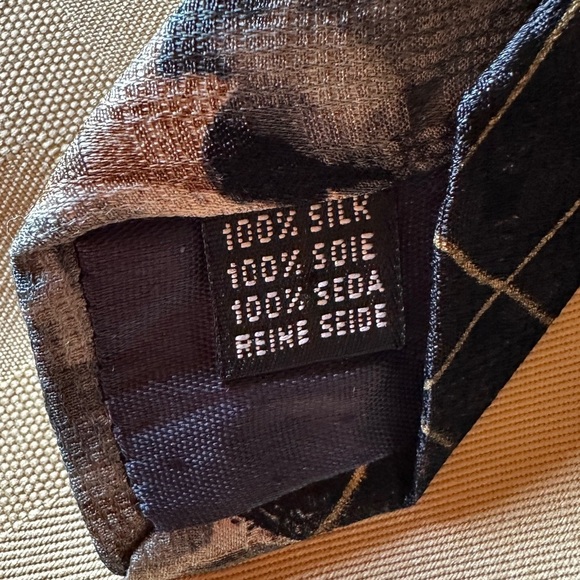 100% SILK
100% SOIE
100% SEDA
REINE SEIDE